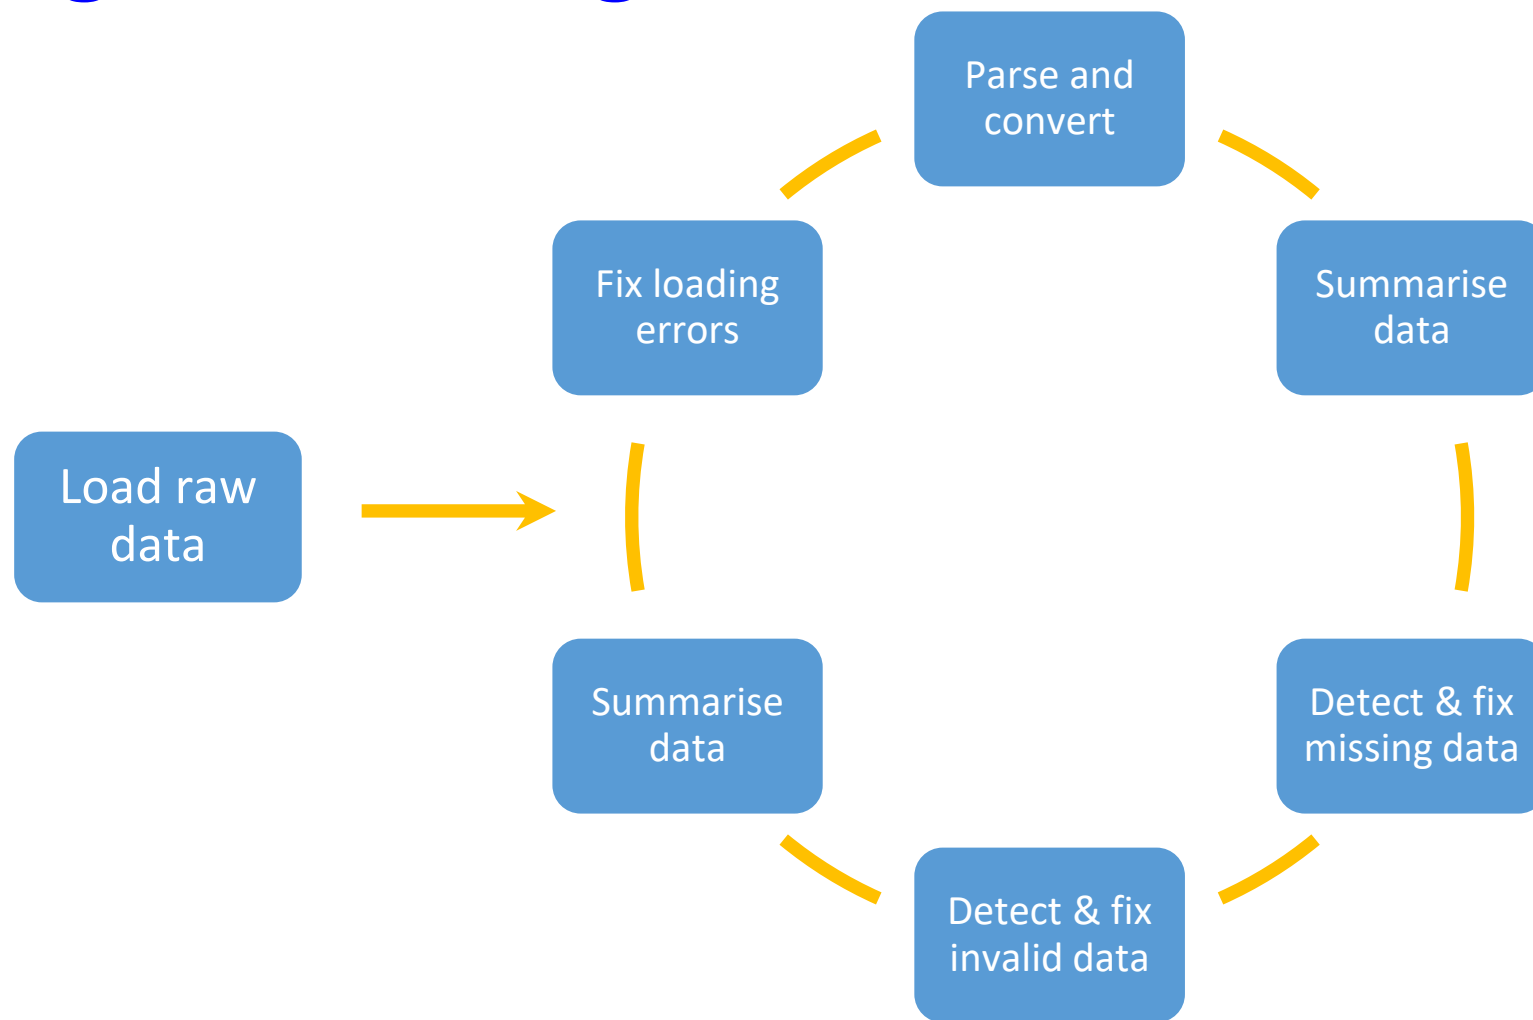 Parse and
convert
Fix loading
errors
Summarise
data
Load raw
data
Summarise
data
Detect & fix
missing data
Detect & fix
invalid data